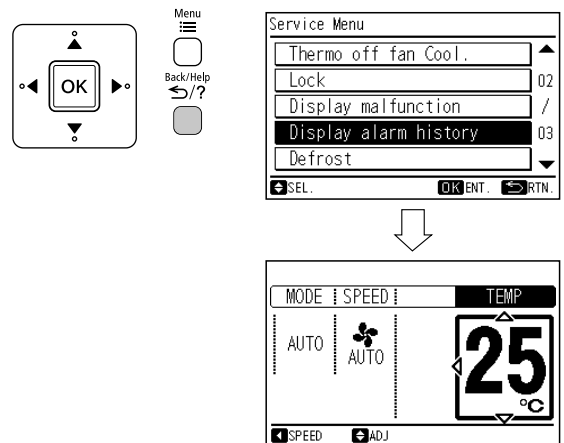 Menu
OK
Back/Help
/?
Service Menu
Thermo off fan Cool.
Lock
02
Display malfunction
/
Display alarm history
03
Defrost
SEL.
OK ENT.
RTN.
MODE SPEED TEMP
AUTO
AUTO
25
°C
SPEED
ADJ